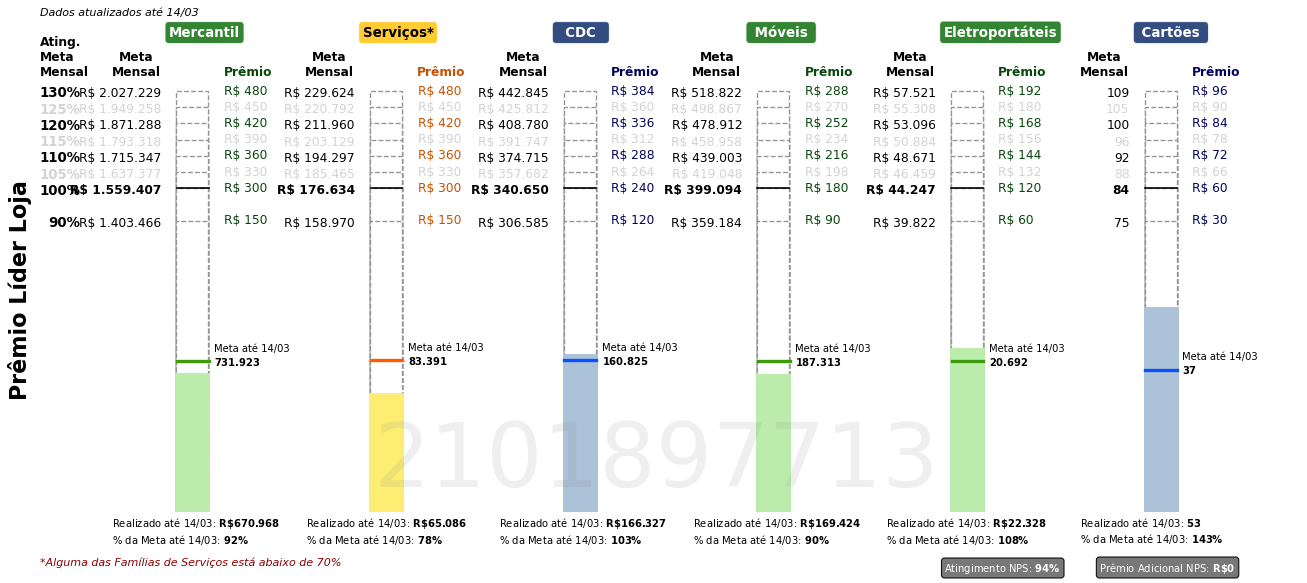 Dados atualizados até 14/03
Mercantil Serviços* CDC Móveis Eletroportáteis Cartões
Ating.
Meta Meta Meta Meta Meta Meta Meta
Mensal Mensal Prêmio Mensal Prêmio Mensal Prêmio Mensal Prêmio Mensal Prêmio Mensal Prêmio
130% R$ 2.027.229 R$ 480 R$ 229.624 R$ 480 R$ 442.845 R$ 384 R$ 518.822 R$ 288 R$ 57.521 R$ 192 109 R$ 96
125% R$ 1.949.258 R$ 450 R$ 220.792 R$ 450 R$ 425.812 R$ 360 R$ 498.867 R$ 270 R$ 55.308 R$ 180 105 R$ 90
120% R$ 1.871.288 R$ 420 R$ 211.960 R$ 420 R$ 408.780 R$ 336 R$ 478.912 R$ 252 R$ 53.096 R$ 168 100 R$ 84
115% R$ 1.793.318 R$ 390 R$ 203.129 R$ 390 R$ 391.747 R$ 312 R$ 458.958 R$ 234 R$ 50.884 R$ 156 96 R$ 78
110% R$ 1.715.347 R$ 360 R$ 194.297 R$ 360 R$ 374.715 R$ 288 R$ 439.003 R$ 216 R$ 48.671 R$ 144 92 R$ 72
105% R$ 1.637.377 R$ 330 R$ 185.465 R$ 330 R$ 357.682 R$ 264 R$ 419.048 R$ 198 R$ 46.459 R$ 132 88 R$ 66
100% R$ 1.559.407 R$ 300 R$ 176.634 R$ 300 R$ 340.650 R$ 240 R$ 399.094 R$ 180 R$ 44.247 R$ 120 84 R$ 60
90% R$ 1.403.466 R$ 150 R$ 158.970 R$ 150 R$ 306.585 R$ 120 R$ 359.184 R$ 90 R$ 39.822 R$ 60 75 R$ 30
Prêmio Líder Loja
Meta até 14/03 Meta até 14/03 Meta até 14/03 Meta até 14/03 Meta até 14/03 Meta até 14/03
731.923 83.391 160.825 187.313 20.692 37
2101897713
Realizado até 14/03: R$670.968 Realizado até 14/03: R$65.086 Realizado até 14/03: R$166.327 Realizado até 14/03: R$169.424 Realizado até 14/03: R$22.328 Realizado até 14/03: 53
% da Meta até 14/03: 92% % da Meta até 14/03: 78% % da Meta até 14/03: 103% % da Meta até 14/03: 90% % da Meta até 14/03: 108% % da Meta até 14/03: 143%
*Alguma das Famílias de Serviços está abaixo de 70%
Atingimento NPS: 94% Prêmio Adicional NPS: R$0